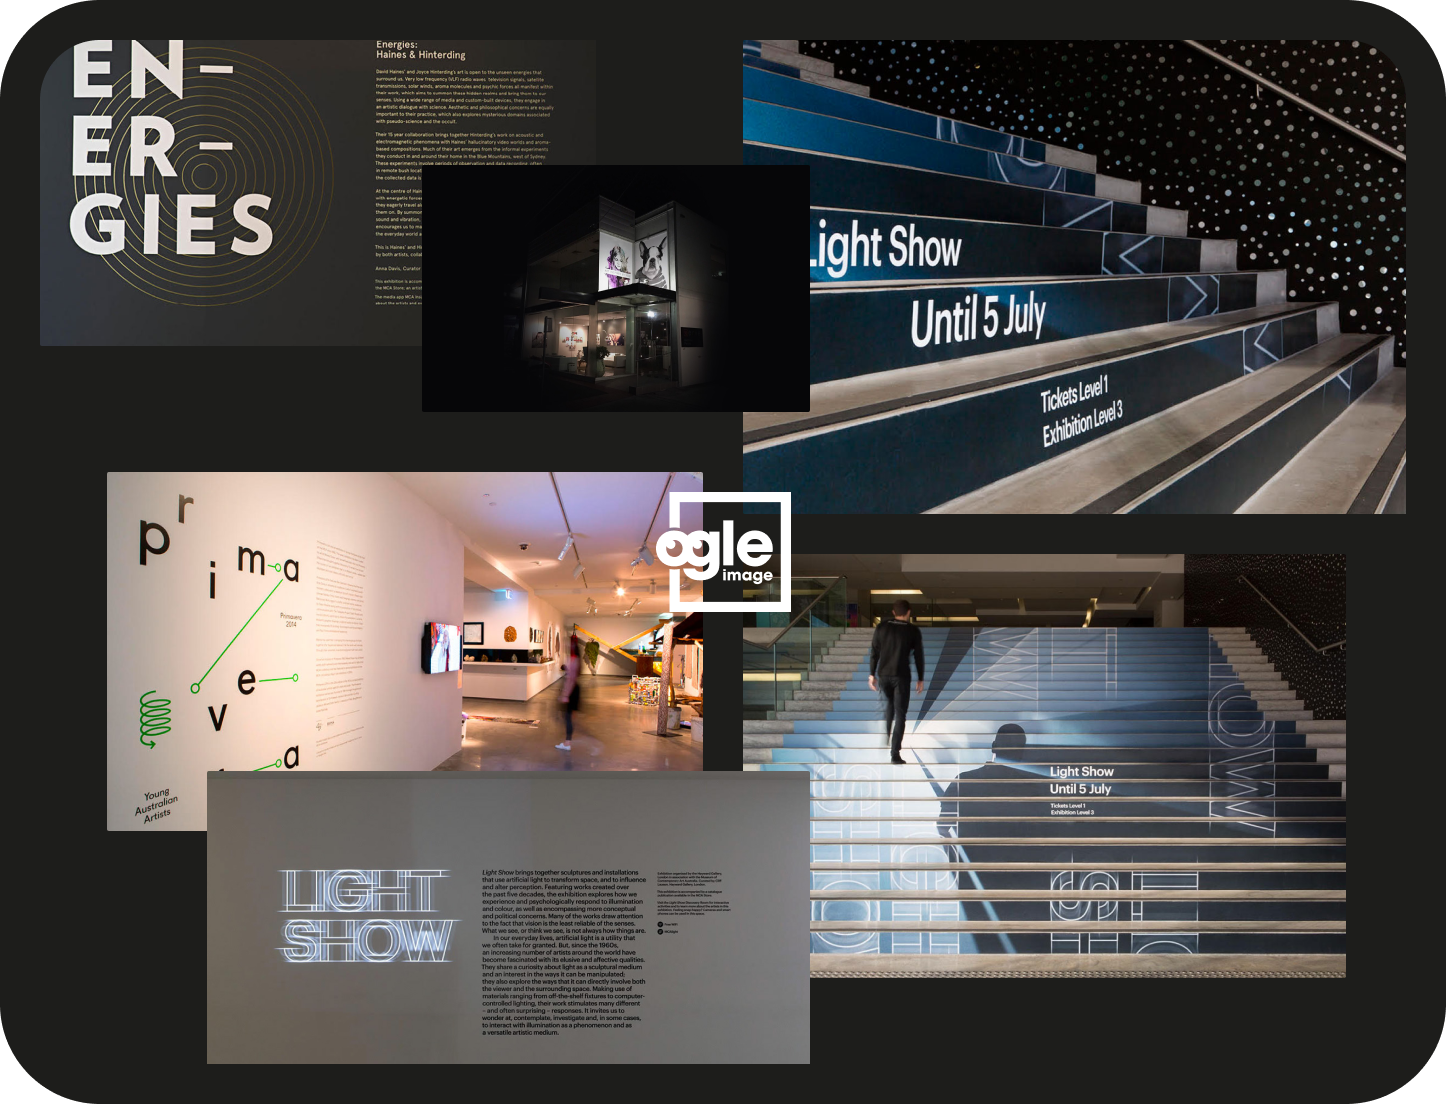 EN–
ER–
GIES
Energies:
Haines & Hinterding
David Haines' and Joyce Hinterding's art is open to the unseen energies that
surround us. Very low frequency (VLF) radio waves, television signals, satellite
transmissions, solar winds, aroma molecules and psychic forces all manifest within
their work, which aims to summon these hidden realms and bring them to our
senses. Using a wide range of media and custom-built devices, they engage in
an artistic dialogue with science. Aesthetic and philosophical concerns are equally
important to their practice, which also explores mysterious domains associated
with pseudo-science and the occult.
Their 15 year collaboration brings together Hinterding's work on acoustic and
electromagnetic phenomena with Haines' hallucinatory video worlds and aroma-
based compositions. Much of their art emerges from the informal experiments
they conduct in and around their home in the Blue Mountains, west of Sydney.
These experiments involve periods of observation and data recording, often
in remote bush
the collected data is
At the centre of
with energetic forces
they eagerly travel
them on. By
sound and vibration,
encourages us to
the everyday world
This is Haines' and
by both artists,
Anna Davis, Curator
This exhibition is
the MCA Store
The media app MCA
about the artists and
Light Show
Until 5 July
Tickets Level 1
Exhibition Level 3
p r i m a
v e r a
Primavera
2014
Young
Australian
Artists
ogle
image
Light Show
Until 5 July
Tickets Level 1
Exhibition Level 3
LIGHT
SHOW
Light Show brings together sculptures and installations
that use artificial light to transform space, and to influence
and alter perception. Featuring works created over
the past five decades, the exhibition explores how we
experience and psychologically respond to illumination
and colour, as well as encompassing more conceptual
and political concerns. Many of the works draw attention
to the fact that vision is the least reliable of the senses.
What we see, or think we see, is not always how things are.
In our everyday lives, artificial light is a utility that
we often take for granted. But, since the 1960s,
an increasing number of artists around the world have
become fascinated with its elusive and affective qualities.
They share a curiosity about light as a sculptural medium
and an interest in the ways it can be manipulated;
they also explore the ways that it can directly involve both
the viewer and the surrounding space. Making use of
materials ranging from off-the-shelf fixtures to computer-
controlled lighting, their work stimulates many different
– and often surprising – responses. It invites us to
wonder at, contemplate, investigate and, in some cases,
to interact with illumination as a phenomenon and as
a versatile artistic medium.